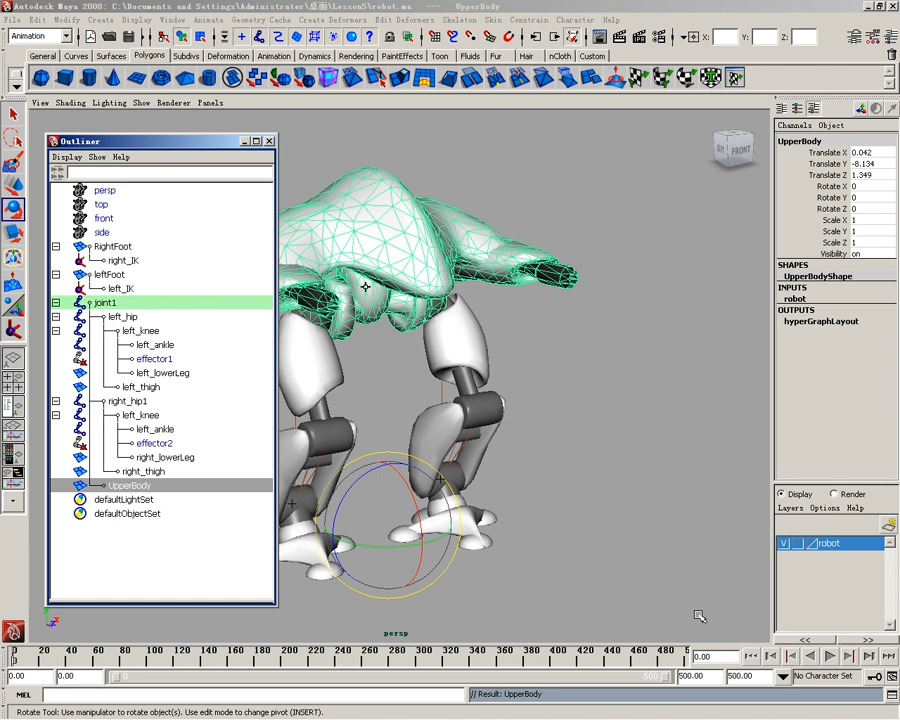 Autodesk Maya 2008: C:\Documents and Settings\Administrator\桌面\Lesson5\robot.ma --- UpperBody
File Edit Modify Create Display Window Animate Geometry Cache Create Deformers Edit Deformers Skeleton Skin Constrain Character Help
Animation X: Y: Z:
General Curves Surfaces Polygons Subdivs Deformation Animation Dynamics Rendering PaintEffects Toon Fluids Fur Hair nCloth Custom
View Shading Lighting Show Renderer Panels
Outliner
Display Show Help
persp
top
front
side
RightFoot
right_IK
leftFoot
left_IK
joint1
left_hip
left_knee
left_ankle
effector1
left_lowerLeg
left_thigh
right_hip1
left_knee
left_ankle
effector2
right_lowerLeg
right_thigh
UpperBody
defaultLightSet
defaultObjectSet
FRONT
persp
Channels Object
UpperBody
Translate X 0.042
Translate Y -8.134
Translate Z 1.349
Rotate X 0
Rotate Y 0
Rotate Z 0
Scale X 1
Scale Y 1
Scale Z 1
Visibility on
SHAPES
UpperBodyShape
INPUTS
robot
OUTPUTS
hyperGraphLayout
Display Render
Layers Options Help
V robot
<< >>
0 20 40 60 80 100 120 140 160 180 200 220 240 260 280 300 320 340 360 380 400 420 440 460 480 5 0.00
0.00 0.00 0 500 500.00 500.00 No Character Set
MEL // Result: UpperBody
Rotate Tool: Use manipulator to rotate object(s). Use edit mode to change pivot (INSERT).